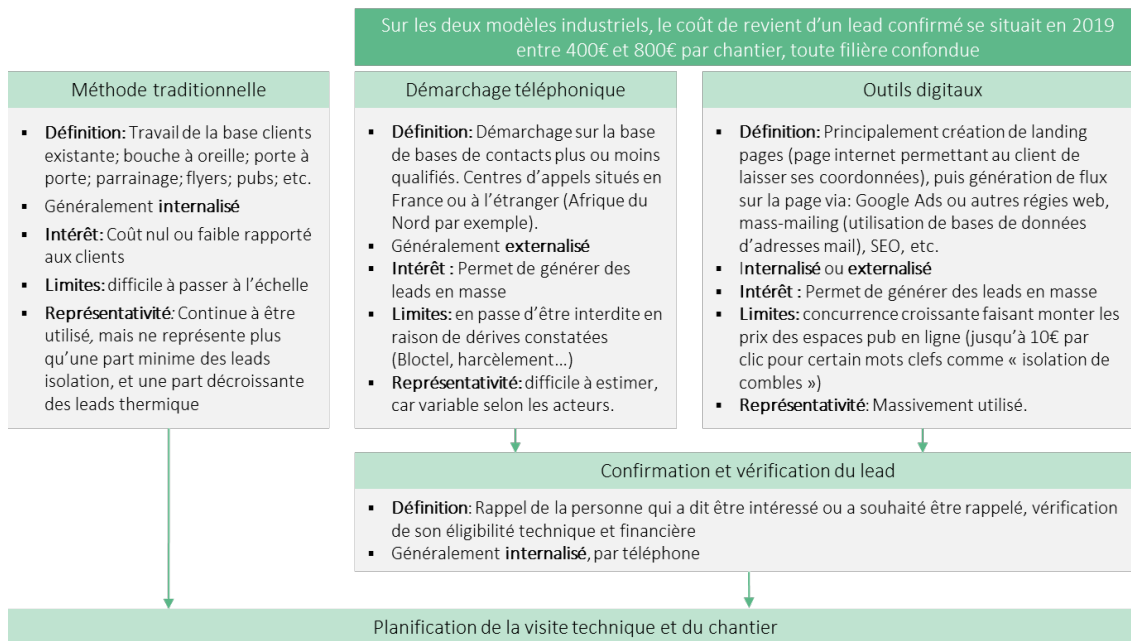 Sur les deux modèles industriels, le coût de revient d’un lead confirmé se situait en 2019
entre 400€ et 800€ par chantier, toute filière confondue
Méthode traditionnelle
▪ Définition: Travail de la base clients
existante; bouche à oreille; porte à
porte; parrainage; flyers; pubs; etc.
▪ Généralement internalisé
▪ Intérêt: Coût nul ou faible rapporté
aux clients
▪ Limites: difficile à passer à l’échelle
▪ Représentativité: Continue à être
utilisé, mais ne représente plus
qu’une part minime des leads
isolation, et une part décroissante
des leads thermique
Démarchage téléphonique
▪ Définition: Démarchage sur la base
de bases de contacts plus ou moins
qualifiés. Centres d’appels situés en
France ou à l’étranger (Afrique du
Nord par exemple).
▪ Généralement externalisé
▪ Intérêt : Permet de générer des
leads en masse
▪ Limites: en passe d’être interdite en
raison de dérives constatées
(Bloctel, harcèlement…)
▪ Représentativité: difficile à estimer,
car variable selon les acteurs.
Outils digitaux
▪ Définition: Principalement création de landing
pages (page internet permettant au client de
laisser ses coordonnées), puis génération de flux
sur la page via: Google Ads ou autres régies web,
mass-mailing (utilisation de bases de données
d’adresses mail), SEO, etc.
▪ Internalisé ou externalisé
▪ Intérêt : Permet de générer des leads en masse
▪ Limites: concurrence croissante faisant monter les
prix des espaces pub en ligne (jusqu’à 10€ par
clic pour certain mots clefs comme « isolation de
combles »)
▪ Représentativité: Massivement utilisé.
Confirmation et vérification du lead
▪ Définition: Rappel de la personne qui a dit être intéressé ou a souhaité être rappelé, vérification
de son éligibilité technique et financière
▪ Généralement internalisé, par téléphone
Planification de la visite technique et du chantier